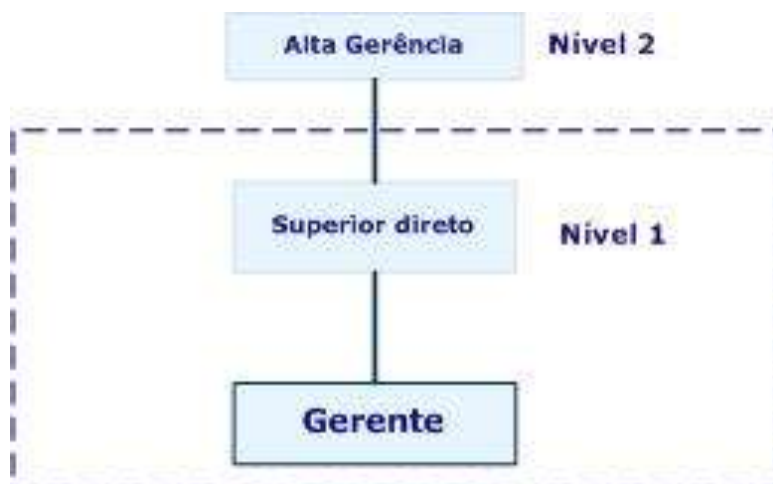 Alta Gerência
Nível 2
Superior direto
Nível 1
Gerente